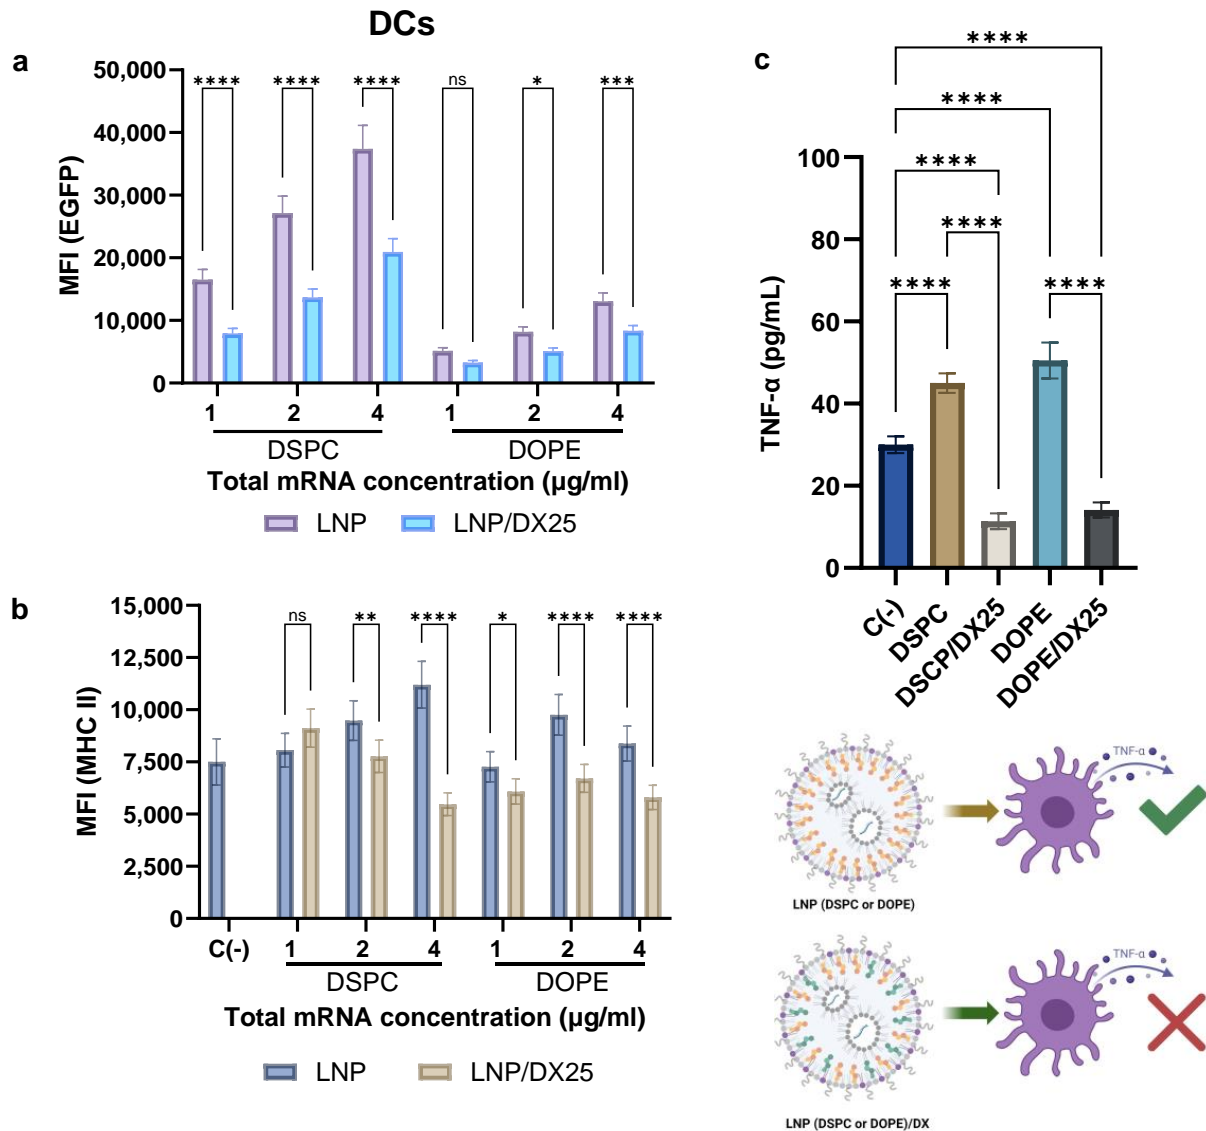 DCs
a
50,000
40,000
30,000
20,000
10,000
0
MFI (EGFP)
**** **** **** ns * ***
1 2 4 1 2 4
DSPC DOPE
Total mRNA concentration (µg/ml)
LNP LNP/DX25
b
15,000
12,500
10,000
7,500
5,000
2,500
0
MFI (MHC II)
ns ** **** * **** ****
C(-) 1 2 4 1 2 4
DSPC DOPE
Total mRNA concentration (µg/ml)
LNP LNP/DX25
c
****
****
****
****
**** ****
100
80
60
40
20
0
TNF-α (pg/mL)
C(-)
DSPC
DSCP/DX25
DOPE
DOPE/DX25
TNF-α
LNP (DSPC or DOPE)
TNF-α
LNP (DSPC or DOPE)/DX